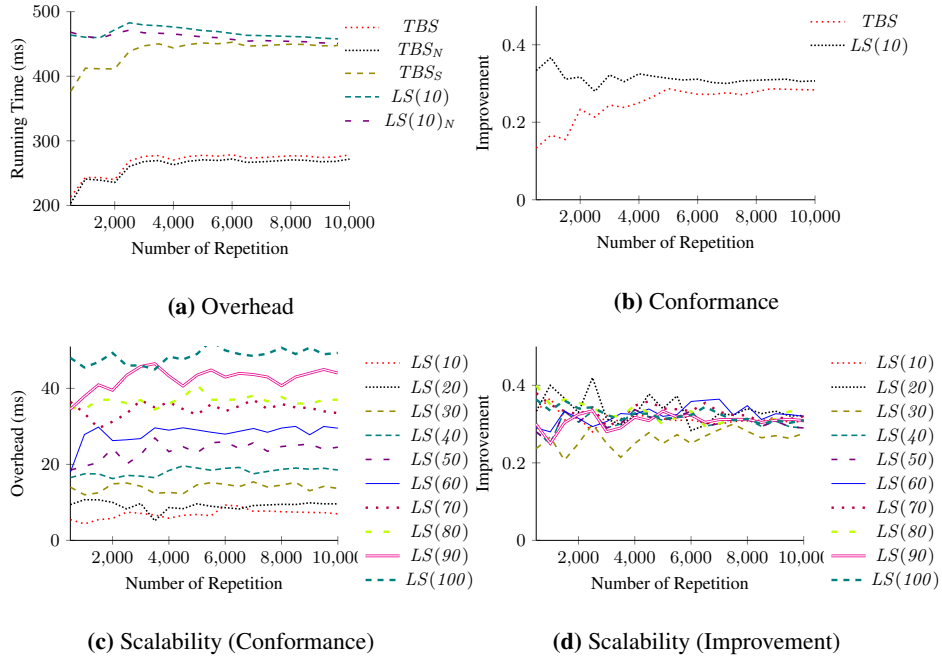 500
400
300
200
Running Time (ms)
2,000 4,000 6,000 8,000 10,000
Number of Repetition
TBS
TBS_N
TBS_S
LS(10)
LS(10)_N
(a) Overhead
0.4
0.2
0
Improvement
2,000 4,000 6,000 8,000 10,000
Number of Repetition
TBS
LS(10)
(b) Conformance
40
20
0
Overhead (ms)
2,000 4,000 6,000 8,000 10,000
Number of Repetition
LS(10)
LS(20)
LS(30)
LS(40)
LS(50)
LS(60)
LS(70)
LS(80)
LS(90)
LS(100)
(c) Scalability (Conformance)
0.4
0.2
0
Improvement
2,000 4,000 6,000 8,000 10,000
Number of Repetition
LS(10)
LS(20)
LS(30)
LS(40)
LS(50)
LS(60)
LS(70)
LS(80)
LS(90)
LS(100)
(d) Scalability (Improvement)